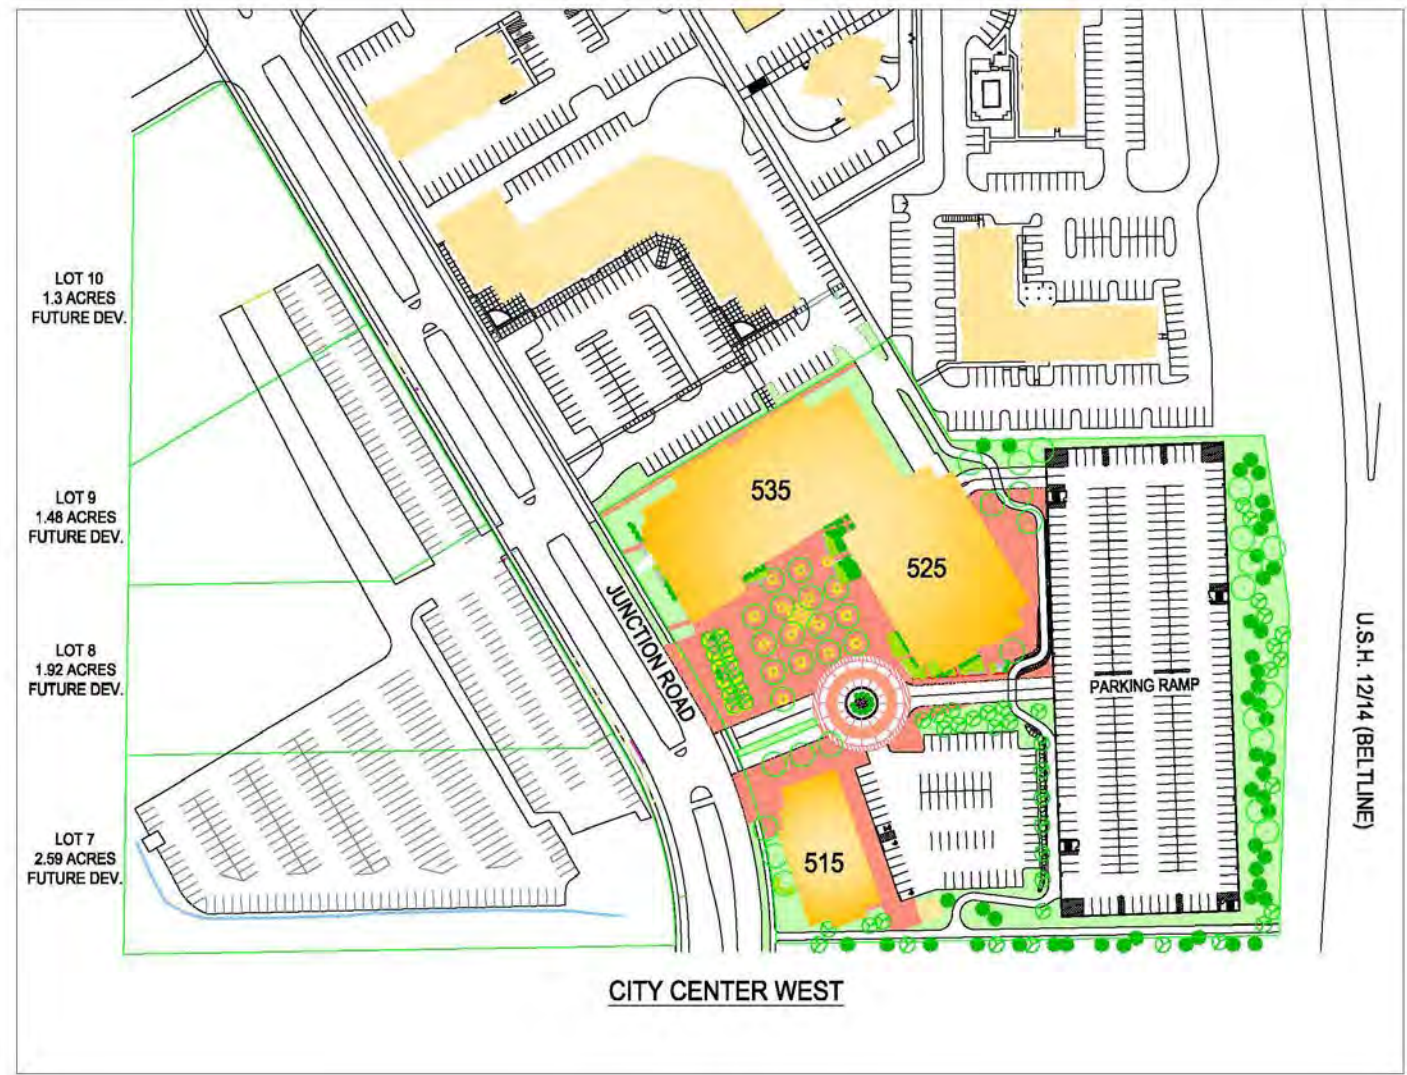 LOT 10
1.3 ACRES
FUTURE DEV.
LOT 9
1.48 ACRES
FUTURE DEV.
LOT 8
1.92 ACRES
FUTURE DEV.
LOT 7
2.59 ACRES
FUTURE DEV.
535
525
JUNCTION ROAD
PARKING RAMP
515
U.S.H. 12/14 (BELTLINE)
CITY CENTER WEST